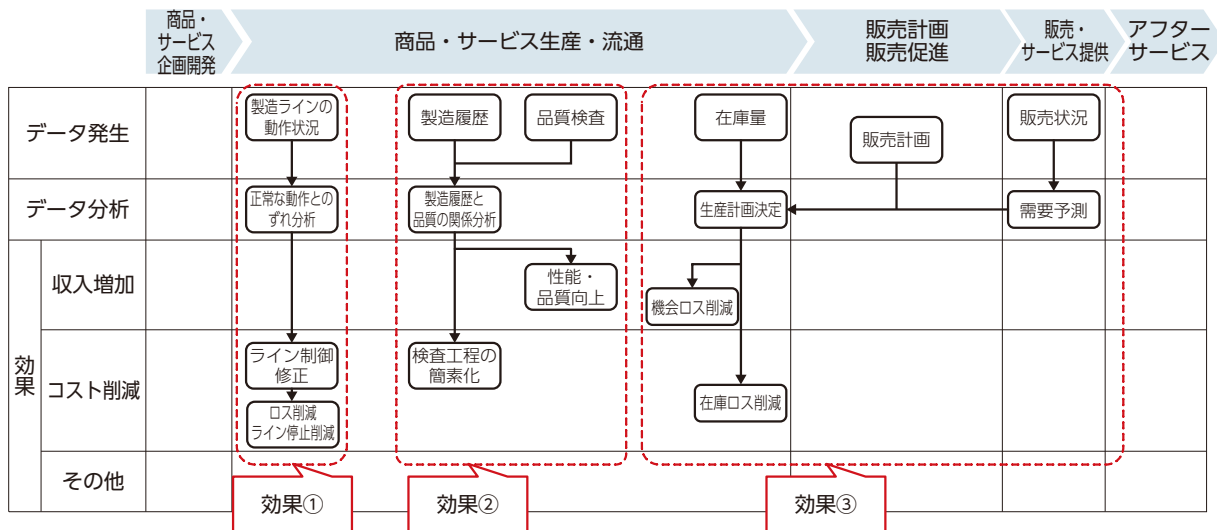 商品・
サービス
企画開発
商品・サービス生産・流通
販売計画
販売促進
販売・
サービス提供
アフター
サービス
データ発生
製造ラインの
動作状況
製造履歴
品質検査
在庫量
販売計画
販売状況
データ分析
正常な動作との
ずれ分析
製造履歴と
品質の関係分析
生産計画決定
需要予測
効果
収入増加
性能・
品質向上
機会ロス削減
コスト削減
ライン制御
修正
ロス削減
ライン停止削減
検査工程の
簡素化
在庫ロス削減
その他
効果①
効果②
効果③